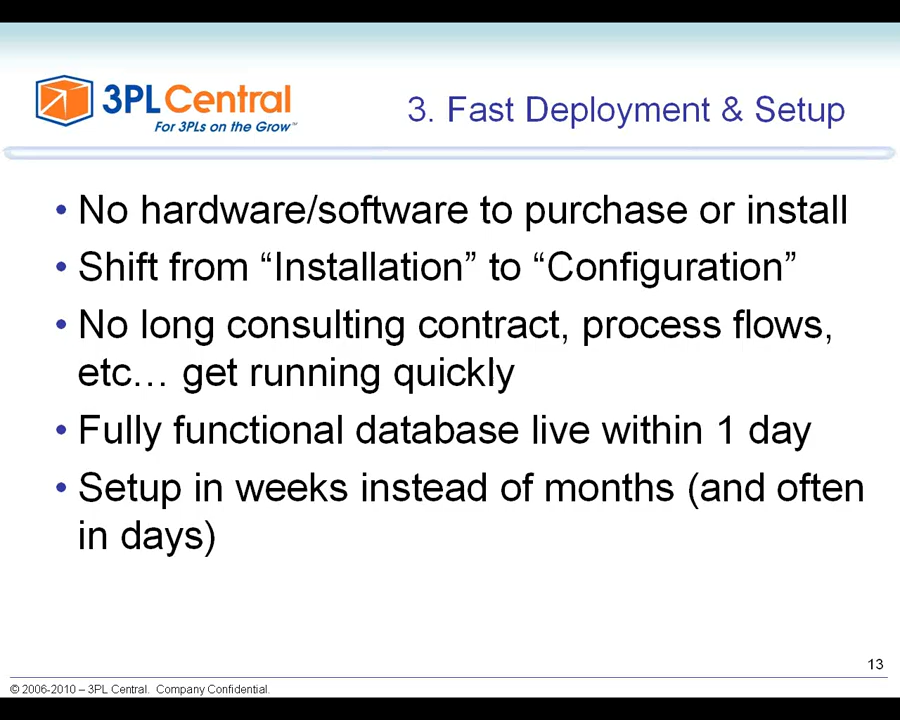 3PL Central
For 3PLs on the Grow™
3. Fast Deployment & Setup
• No hardware/software to purchase or install
• Shift from “Installation” to “Configuration”
• No long consulting contract, process flows,
etc… get running quickly
• Fully functional database live within 1 day
• Setup in weeks instead of months (and often
in days)
13
© 2006-2010 – 3PL Central. Company Confidential.